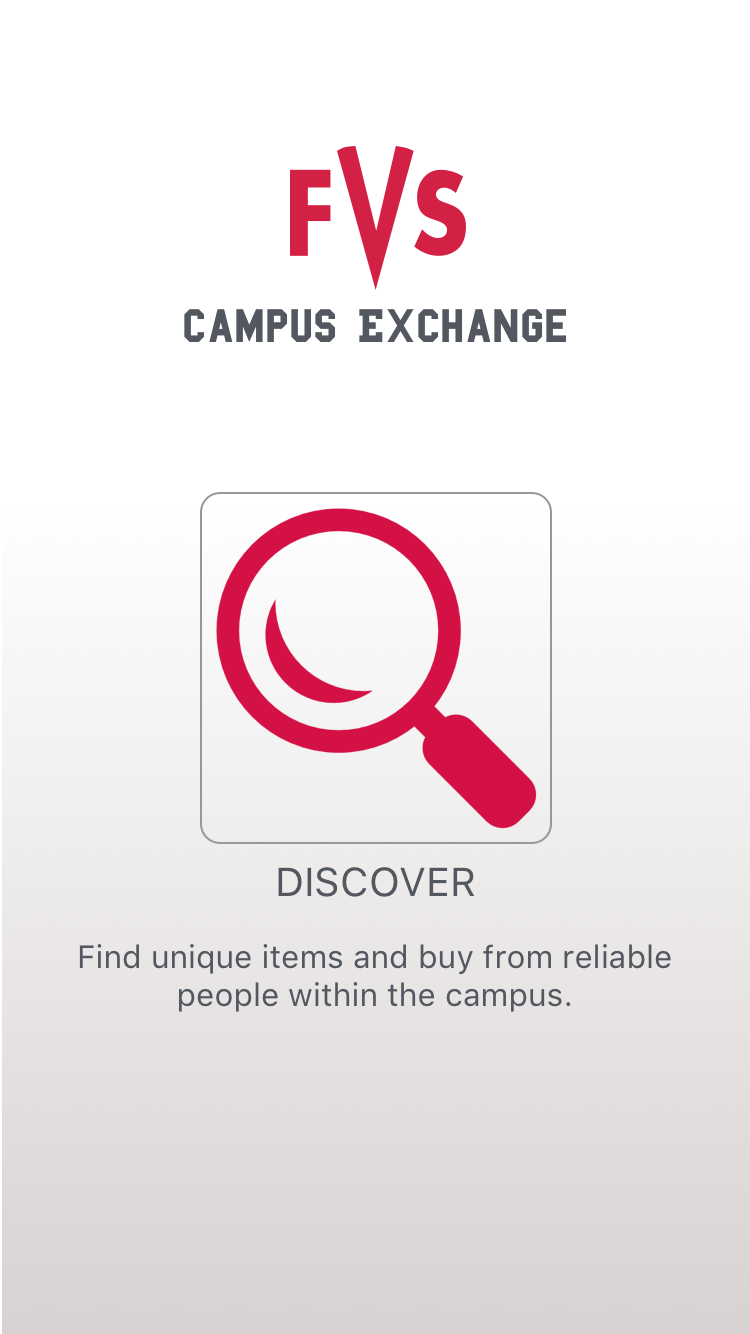 FVS
CAMPUS EXCHANGE
DISCOVER
Find unique items and buy from reliable
people within the campus.